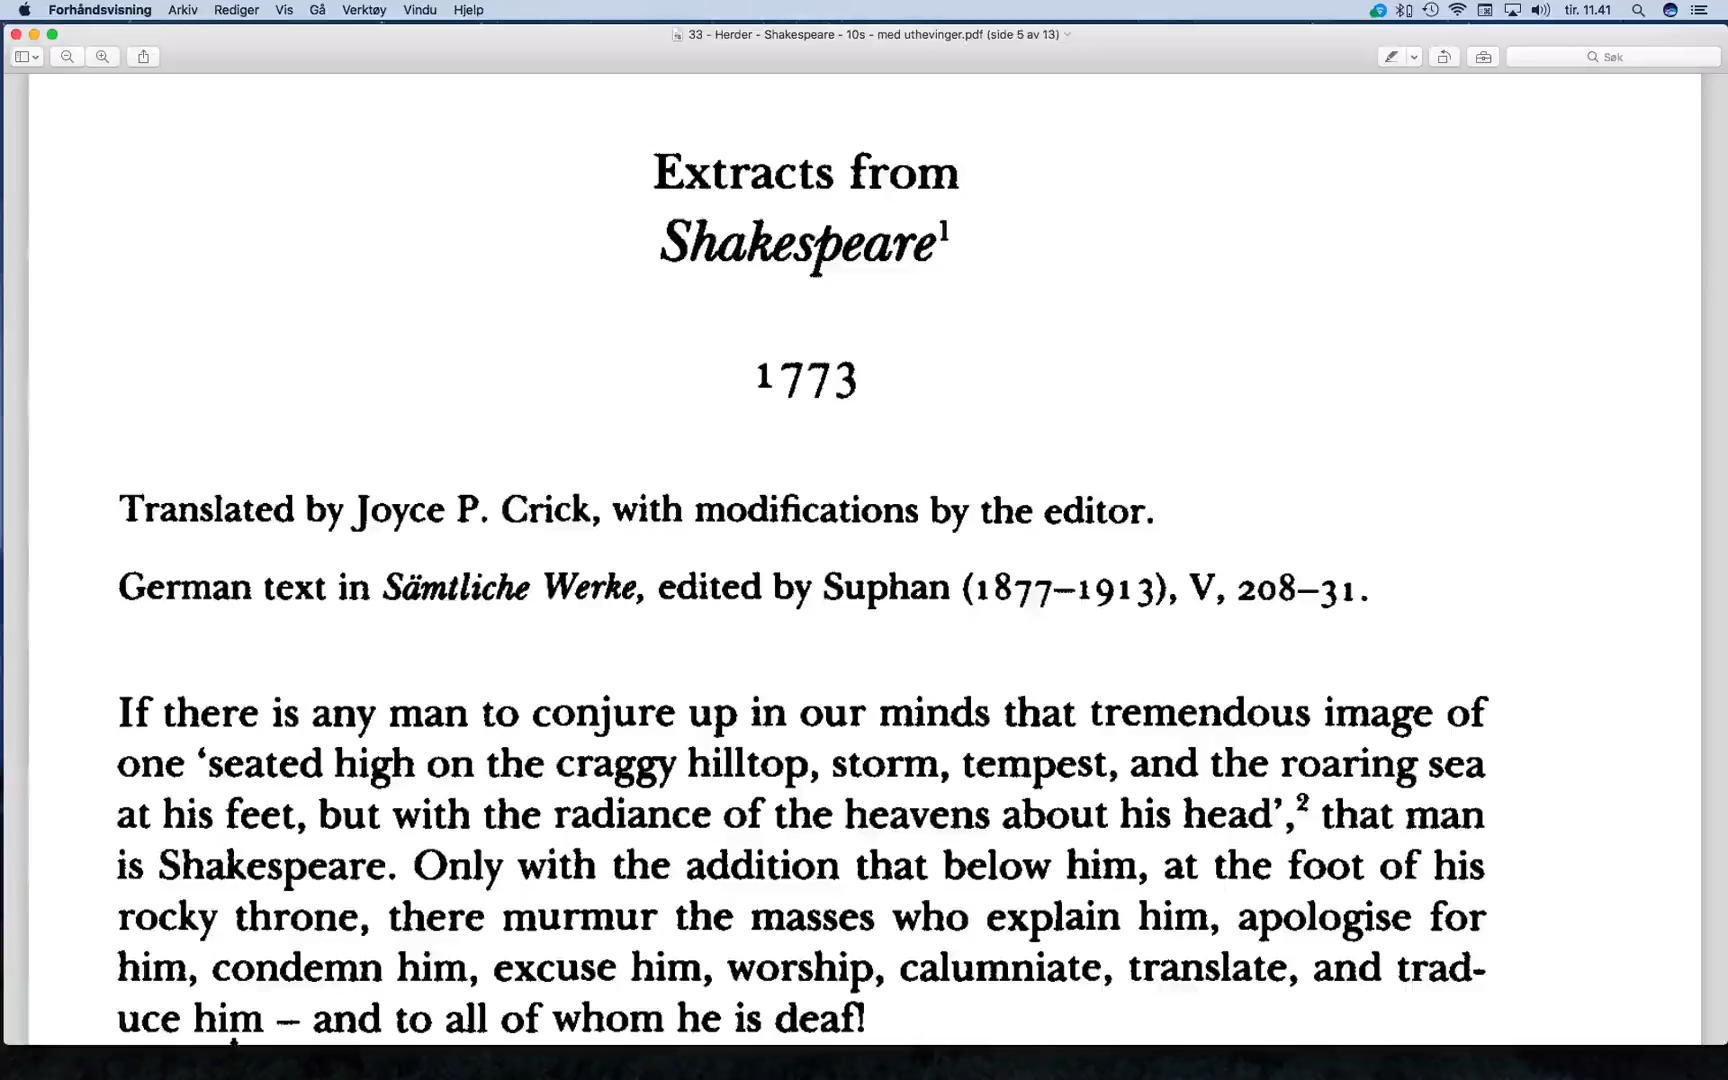 Forhåndsvisning Arkiv Rediger Vis Gå Verktøy Vindu Hjelp tir. 11.41
33 - Herder - Shakespeare - 10s - med uthevinger.pdf (side 5 av 13)
Søk
Extracts from
Shakespeare¹
1773
Translated by Joyce P. Crick, with modifications by the editor.
German text in Sämtliche Werke, edited by Suphan (1877–1913), V, 208–31.
If there is any man to conjure up in our minds that tremendous image of
one ‘seated high on the craggy hilltop, storm, tempest, and the roaring sea
at his feet, but with the radiance of the heavens about his head’,² that man
is Shakespeare. Only with the addition that below him, at the foot of his
rocky throne, there murmur the masses who explain him, apologise for
him, condemn him, excuse him, worship, calumniate, translate, and trad-
uce him – and to all of whom he is deaf!